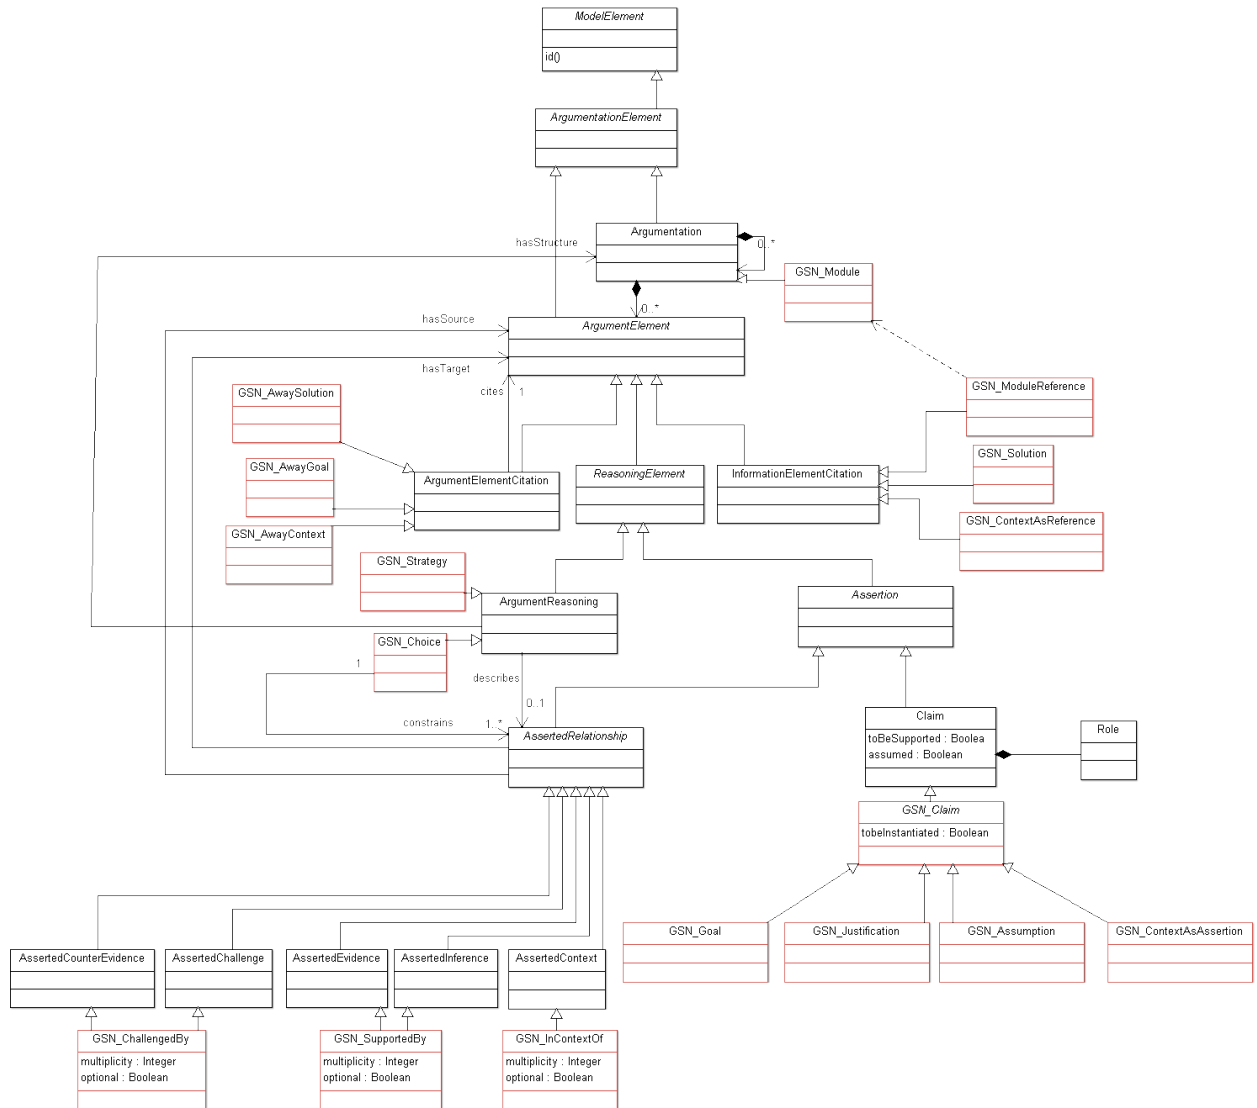 ModelElement
id()
ArgumentationElement
Argumentation
hasStructure
0..*
GSN_Module
0..*
hasSource
ArgumentElement
hasTarget
cites
1
GSN_AwaySolution
GSN_ModuleReference
GSN_AwayGoal
ArgumentElementCitation
ReasoningElement
InformationElementCitation
GSN_Solution
GSN_AwayContext
GSN_ContextAsReference
GSN_Strategy
ArgumentReasoning
Assertion
GSN_Choice
1
describes
0..1
constrains
1..*
AssertedRelationship
Claim
toBeSupported : Boolea
assumed : Boolean
Role
GSN_Claim
tobeInstantiated : Boolean
GSN_Goal
GSN_Justification
GSN_Assumption
GSN_ContextAsAssertion
AssertedCounterEvidence
AssertedChallenge
AssertedEvidence
AssertedInference
AssertedContext
GSN_ChallengedBy
multiplicity : Integer
optional : Boolean
GSN_SupportedBy
multiplicity : Integer
optional : Boolean
GSN_InContextOf
multiplicity : Integer
optional : Boolean